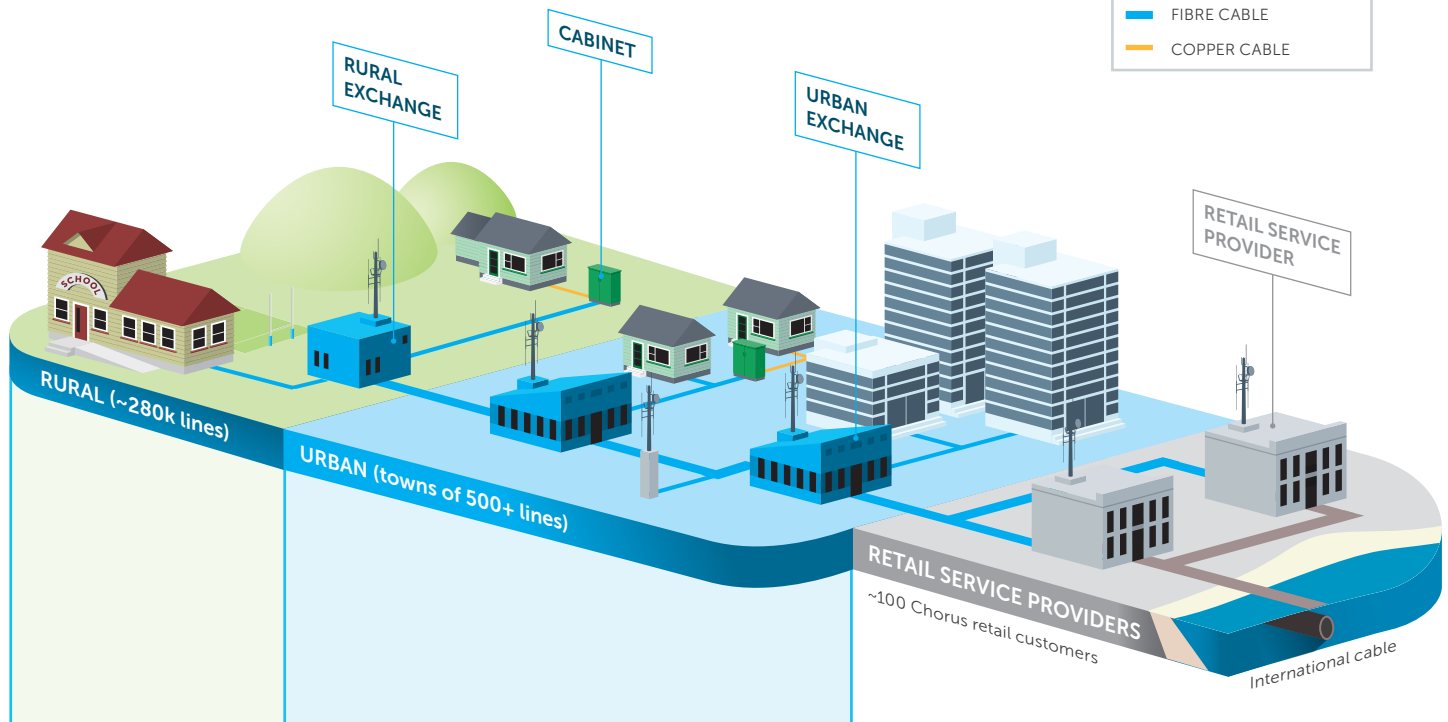 FIBRE CABLE
COPPER CABLE
CABINET
RURAL
EXCHANGE
URBAN
EXCHANGE
RETAIL SERVICE
PROVIDER
SCHOOL
RURAL (~280k lines)
URBAN (towns of 500+ lines)
RETAIL SERVICE PROVIDERS
~100 Chorus retail customers
International cable